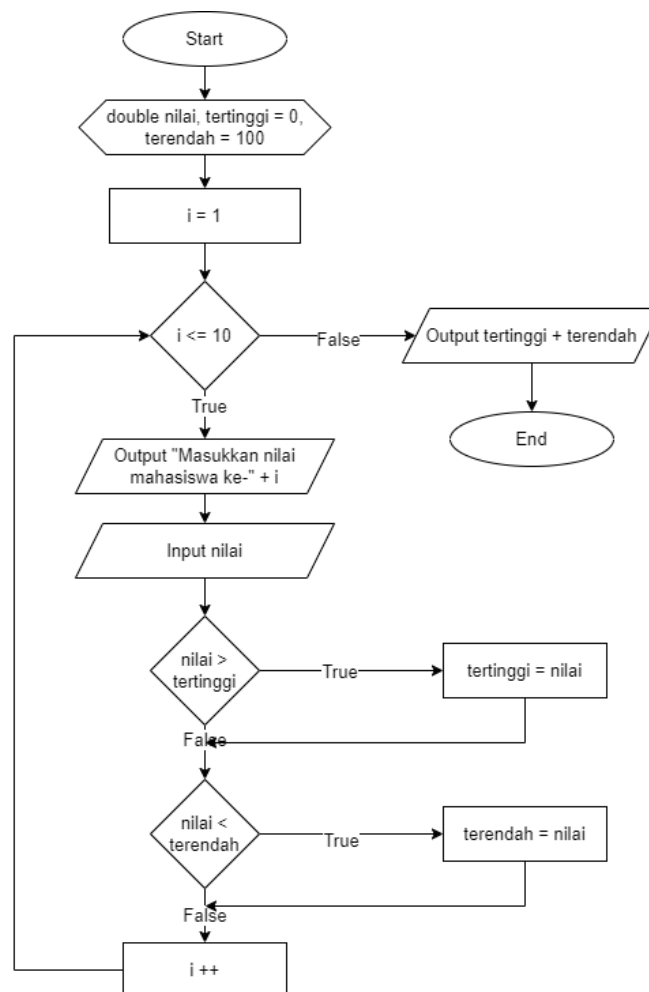 Start
double nilai, tertinggi = 0,
terendah = 100
i = 1
i <= 10
False
Output tertinggi + terendah
End
True
Output "Masukkan nilai
mahasiswa ke-" + i
Input nilai
nilai >
tertinggi
True
tertinggi = nilai
False
nilai <
terendah
True
terendah = nilai
False
i ++